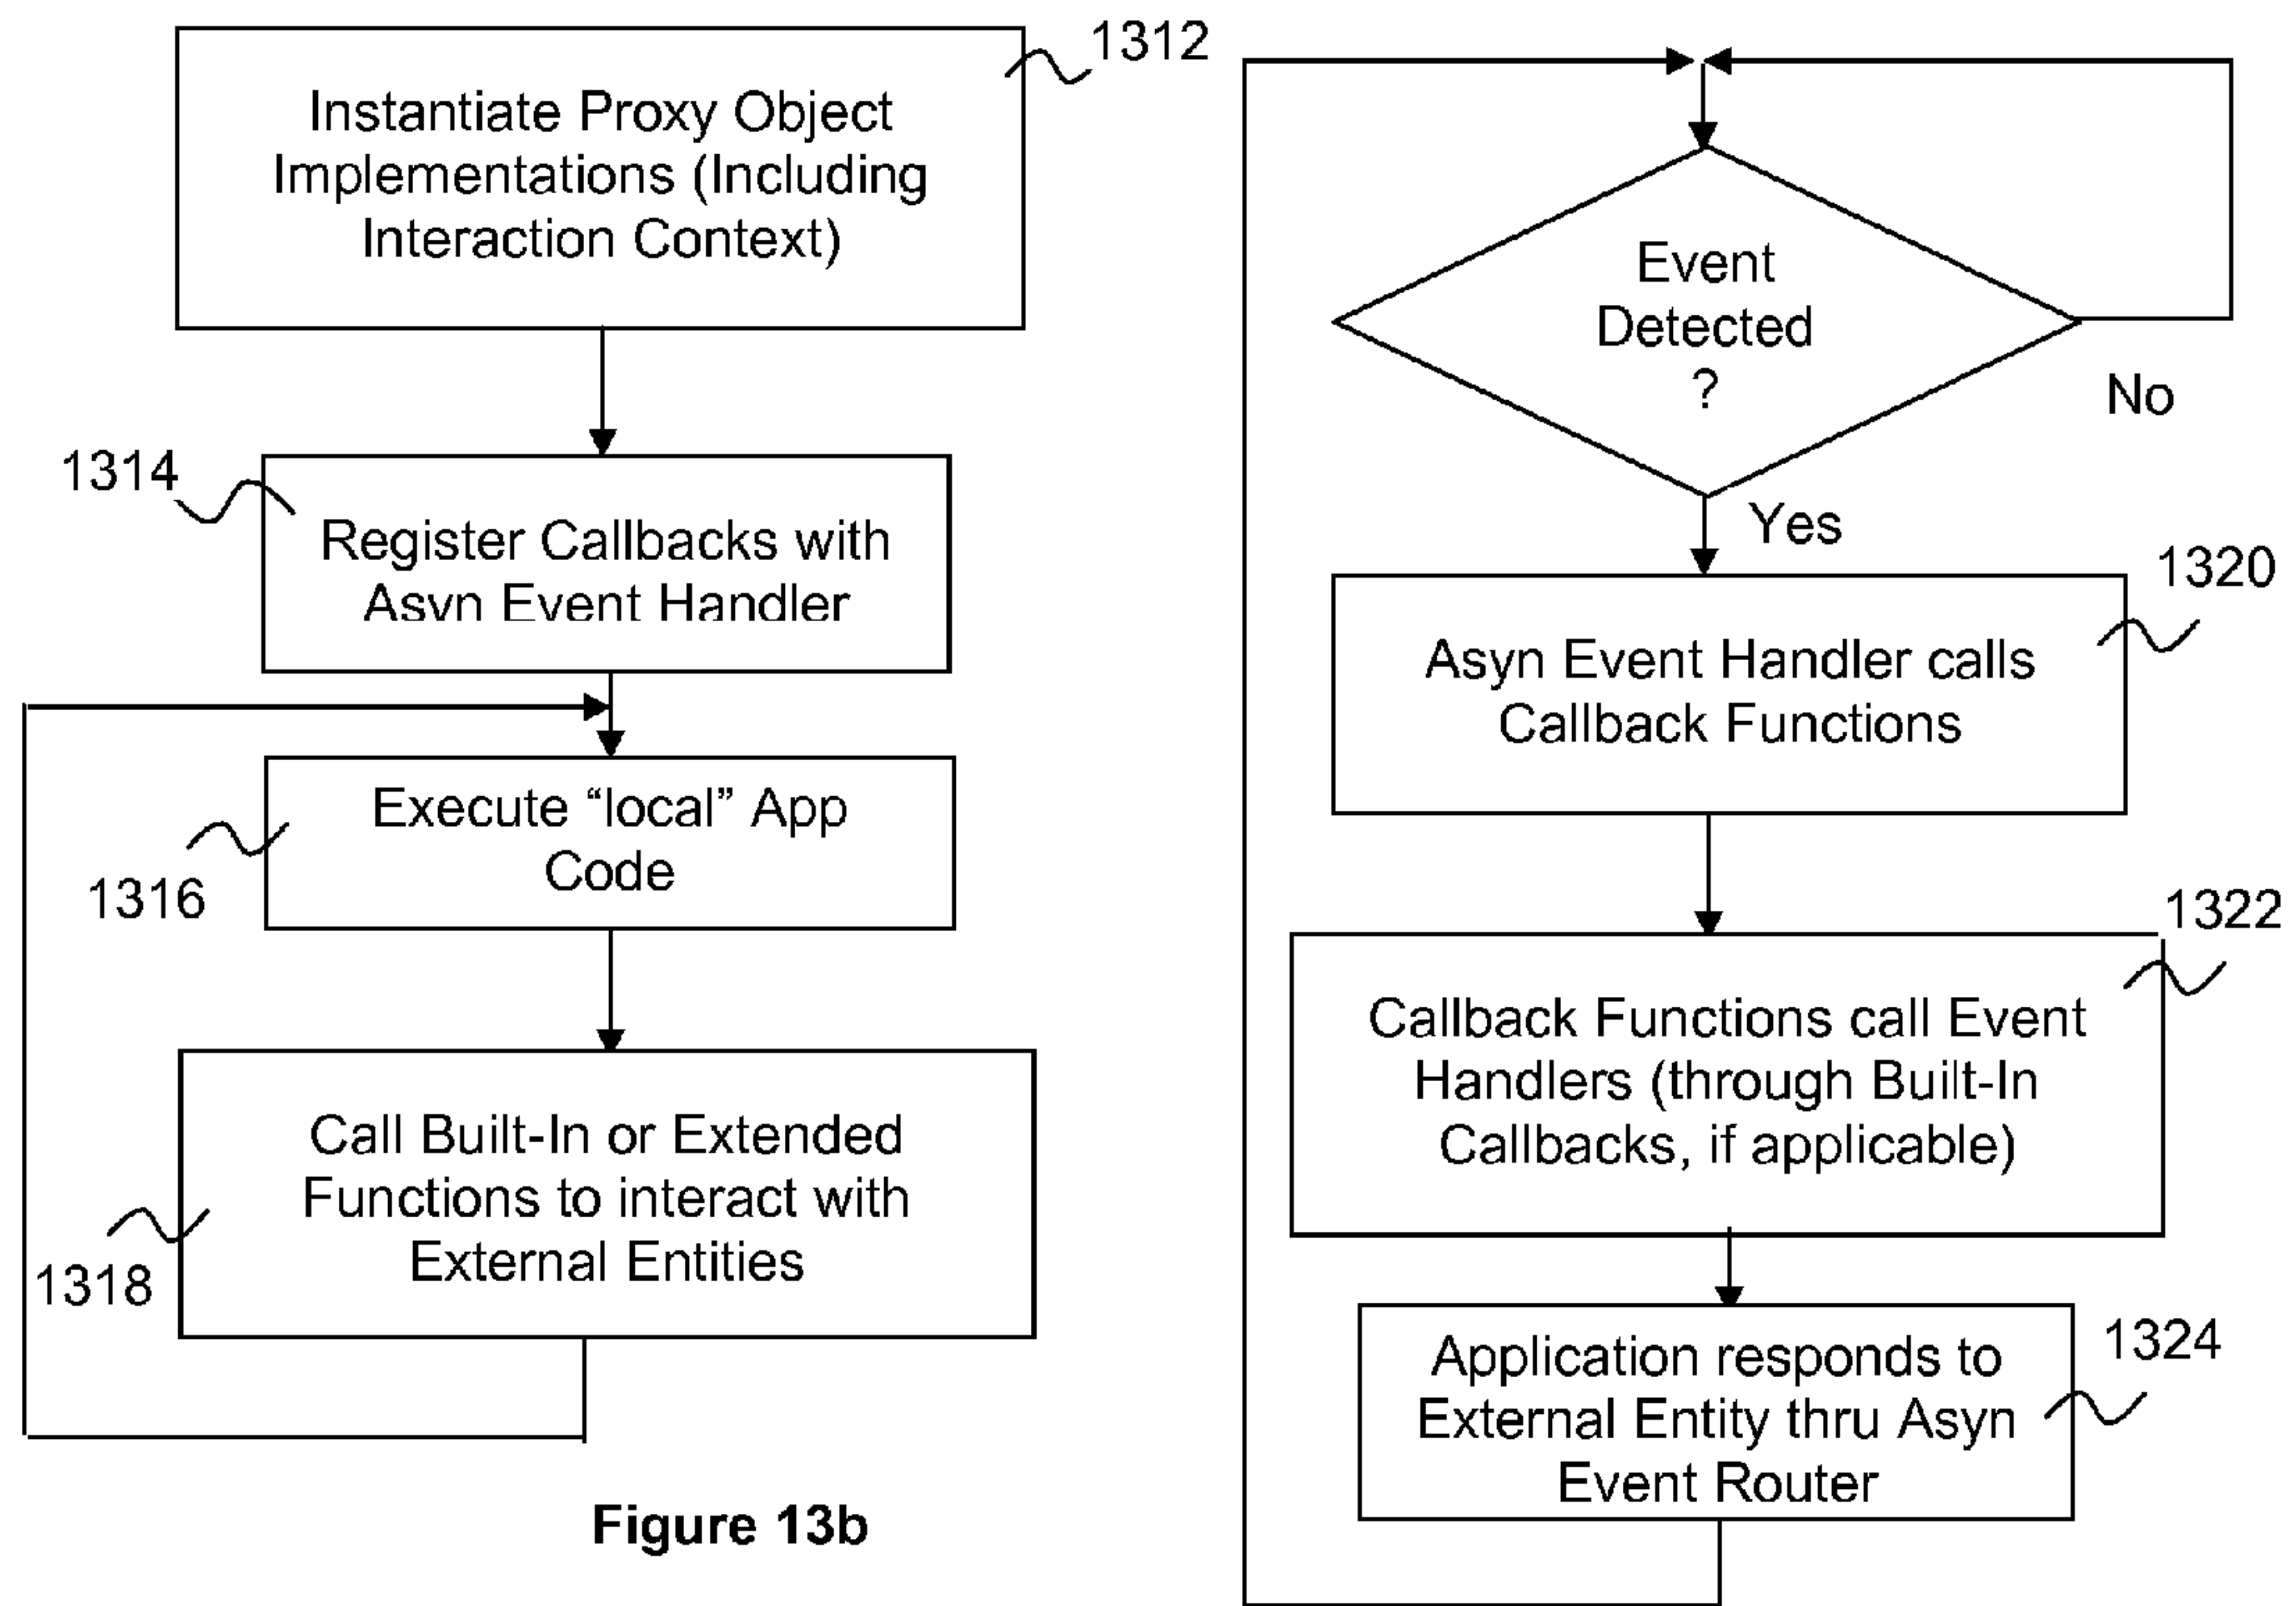 1312
Instantiate Proxy Object
Implementations (Including
Interaction Context)
1314
Register Callbacks with
Asvn Event Handler
Execute “local” App
Code
1316
Call Built-In or Extended
Functions to interact with
External Entities
1318
Figure 13b
Event
Detected
?
No
Yes
1320
Asyn Event Handler calls
Callback Functions
1322
Callback Functions call Event
Handlers (through Built-In
Callbacks, if applicable)
1324
Application responds to
External Entity thru Asyn
Event Router